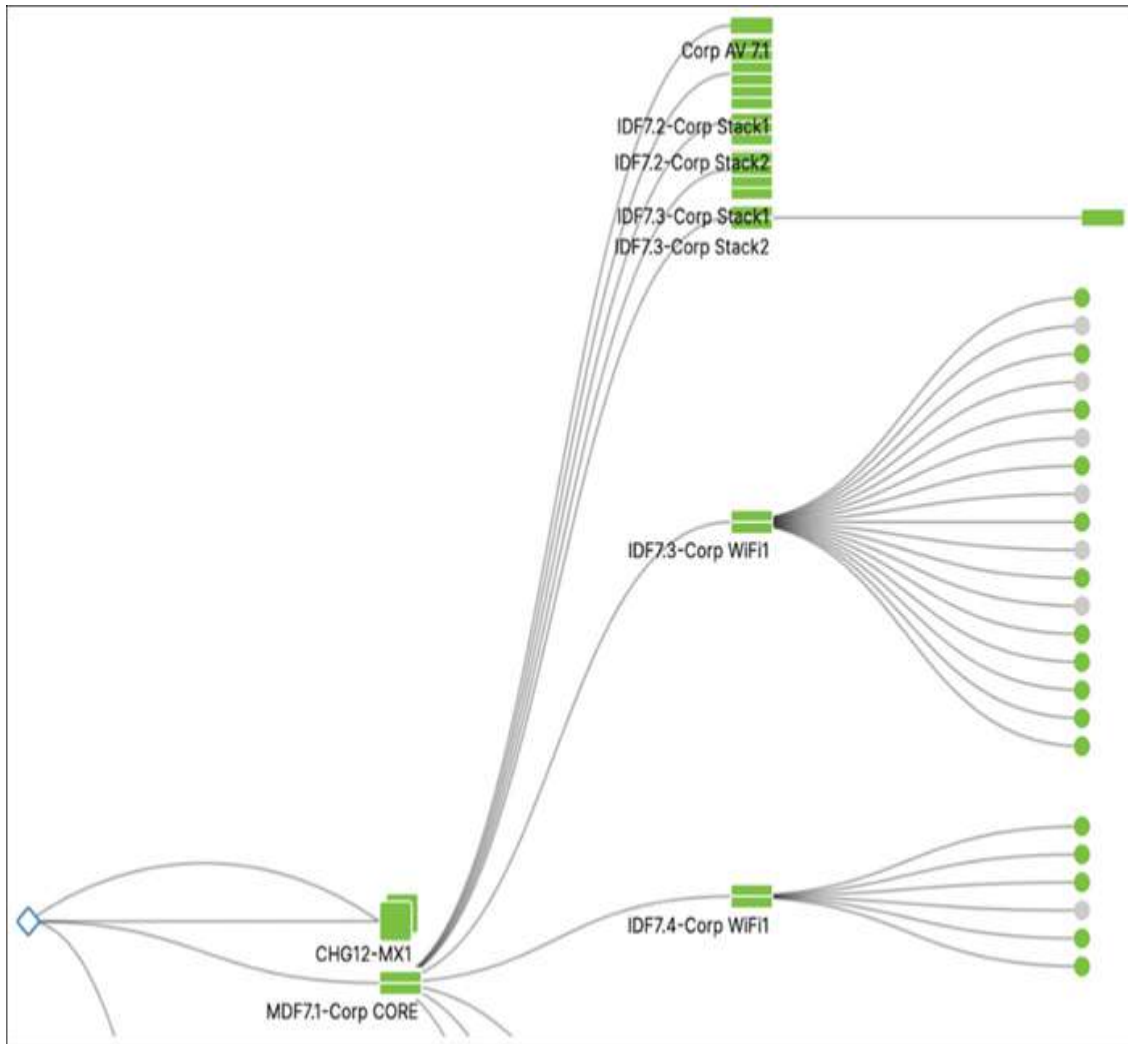 Corp AV 7.1
IDF7.2-Corp Stack1
IDF7.2-Corp Stack2
IDF7.3-Corp Stack1
IDF7.3-Corp Stack2
IDF7.3-Corp WiFi1
IDF7.4-Corp WiFi1
CHG12-MX1
MDF7.1-Corp CORE